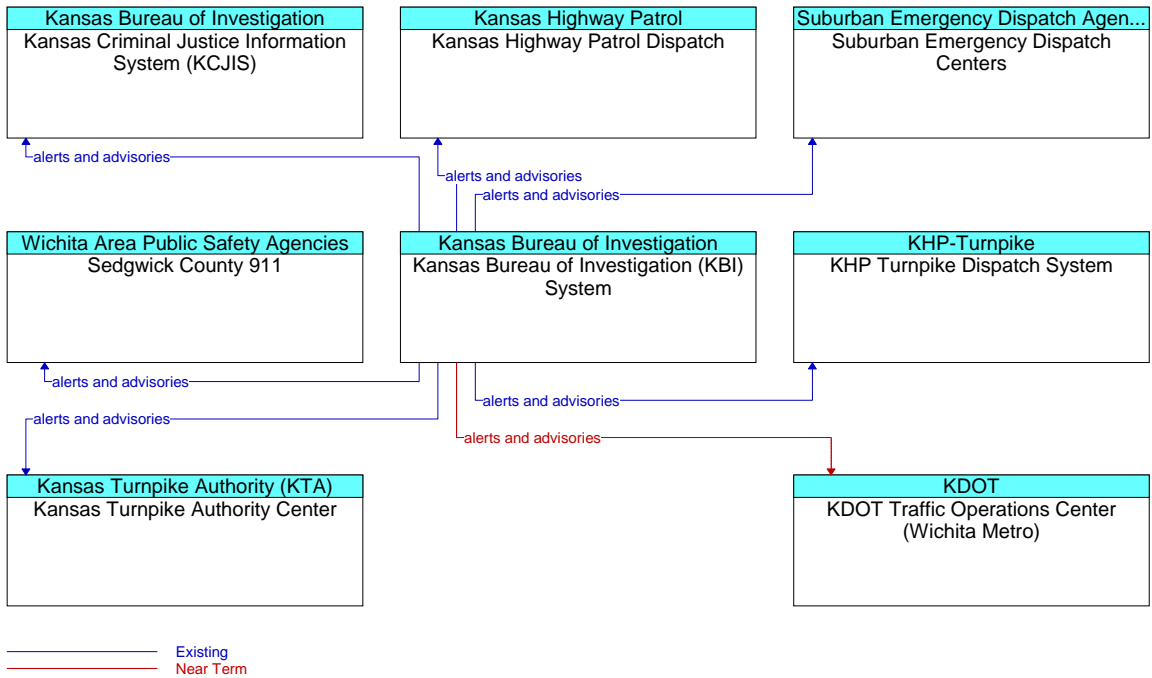 Kansas Bureau of Investigation
Kansas Criminal Justice Information
System (KCJIS)
Kansas Highway Patrol
Kansas Highway Patrol Dispatch
Suburban Emergency Dispatch Agen...
Suburban Emergency Dispatch
Centers
alerts and advisories
alerts and advisories
alerts and advisories
Wichita Area Public Safety Agencies
Sedgwick County 911
Kansas Bureau of Investigation
Kansas Bureau of Investigation (KBI)
System
KHP-Turnpike
KHP Turnpike Dispatch System
alerts and advisories
alerts and advisories
alerts and advisories
alerts and advisories
Kansas Turnpike Authority (KTA)
Kansas Turnpike Authority Center
KDOT
KDOT Traffic Operations Center
(Wichita Metro)
Existing
Near Term